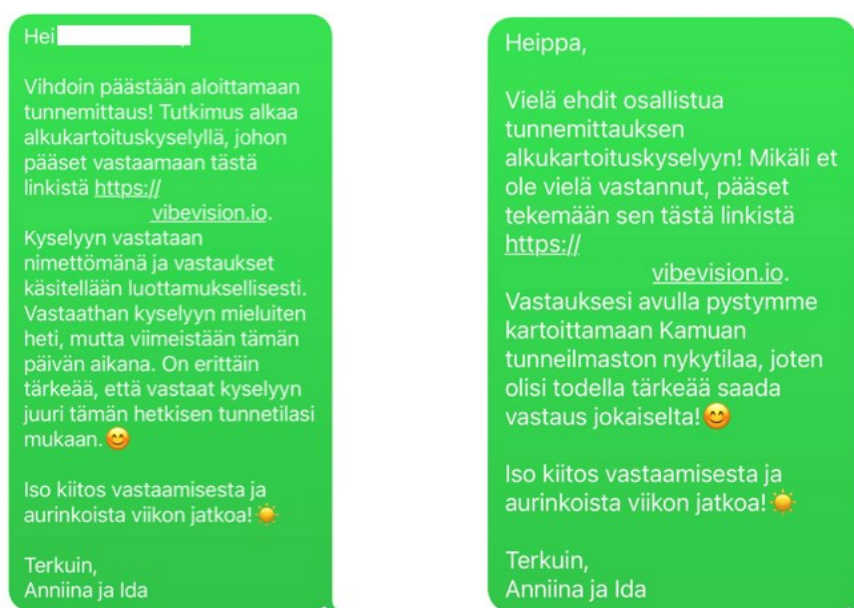 Hei
Vihdoin päästään aloittamaan
tunnemittaus! Tutkimus alkaa
alkukartoituskyselyllä, johon
pääset vastaamaan tästä
linkistä https://
vibevision.io.
Kyselyyn vastataan
nimettömänä ja vastaukset
käsitellään luottamuksellisesti.
Vastaathan kyselyyn mieluiten
heti, mutta viimeistään tämän
päivän aikana. On erittäin
tärkeää, että vastaat kyselyyn
juuri tämän hetkisen tunnetilasi
mukaan.😊
Iso kiitos vastaamisesta ja
aurinkoista viikon jatkoa!☀️
Terkuin,
Anniina ja Ida
Heippa,
Vielä ehdit osallistua
tunnemittauksen
alkukartoituskyselyyn! Mikäli et
ole vielä vastannut, pääset
tekemään sen tästä linkistä
https://
vibevision.io.
Vastauksesi avulla pystymme
kartoittamaan Kamuan
tunneilmaston nykytilaa, joten
olisi todella tärkeää saada
vastaus jokaiselta!😊
Iso kiitos vastaamisesta ja
aurinkoista viikon jatkoa!☀️
Terkuin,
Anniina ja Ida